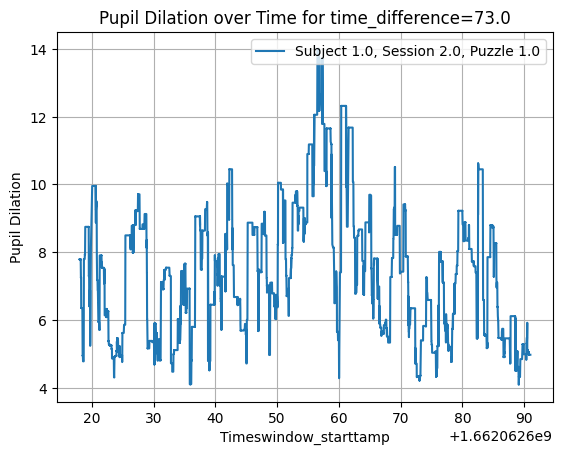 Pupil Dilation over Time for time_difference=73.0
Subject 1.0, Session 2.0, Puzzle 1.0
Pupil Dilation
14
12
10
8
6
4
20 30 40 50 60 70 80 90
Timeswindow_starttamp
+1.6620626e9